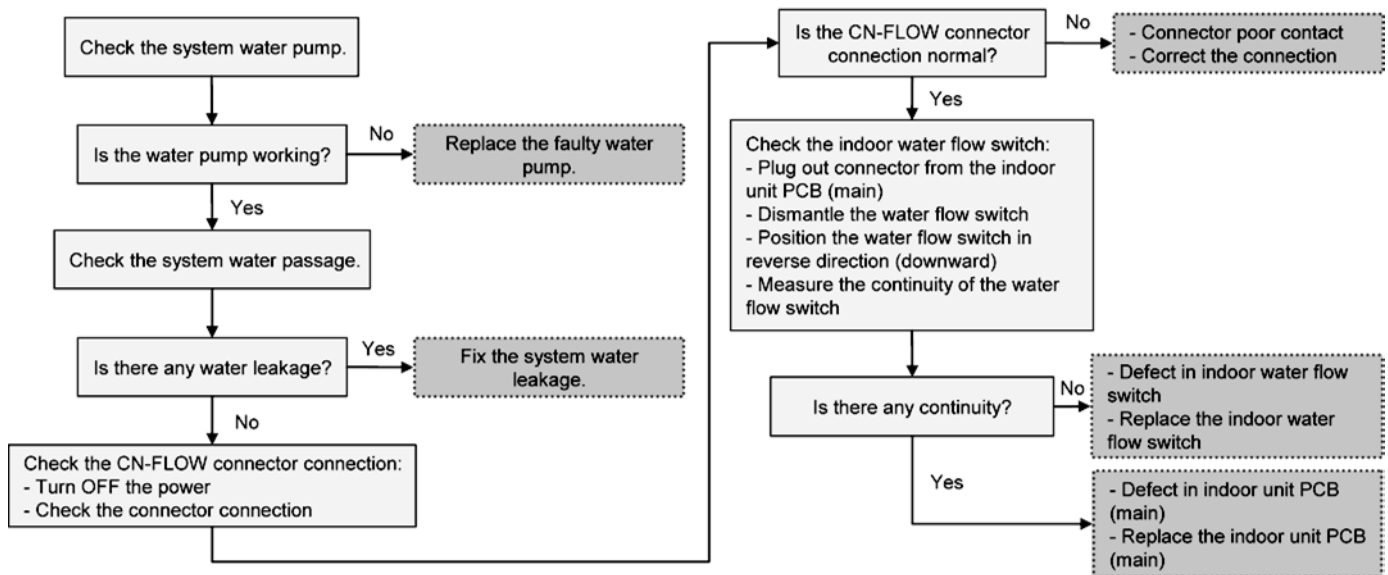 Check the system water pump.
Is the water pump working?
No
Replace the faulty water
pump.
Yes
Check the system water passage.
Is there any water leakage?
Yes
Fix the system water
leakage.
No
Check the CN-FLOW connector connection:
- Turn OFF the power
- Check the connector connection
Is the CN-FLOW connector
connection normal?
No
- Connector poor contact
- Correct the connection
Yes
Check the indoor water flow switch:
- Plug out connector from the indoor
unit PCB (main)
- Dismantle the water flow switch
- Position the water flow switch in
reverse direction (downward)
- Measure the continuity of the water
flow switch
Is there any continuity?
No
- Defect in indoor water flow
switch
- Replace the indoor water
flow switch
Yes
- Defect in indoor unit PCB
(main)
- Replace the indoor unit PCB
(main)